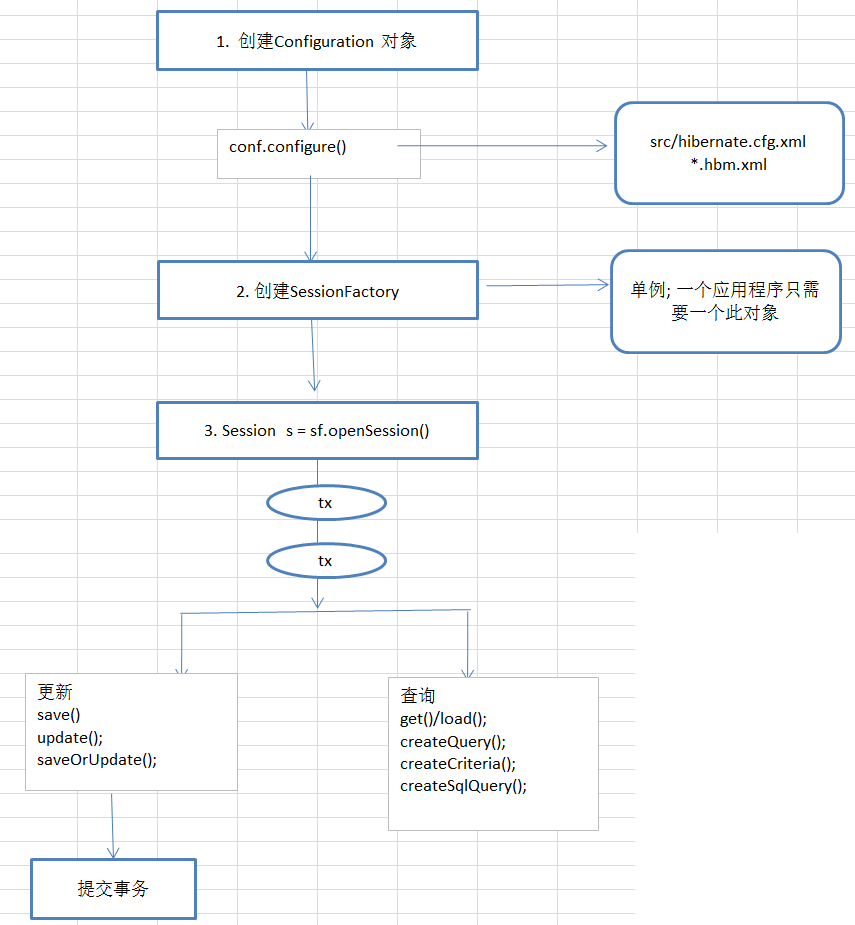 1. 创建Configuration 对象
conf.configure()
src/hibernate.cfg.xml
*.hbm.xml
2. 创建SessionFactory
单例; 一个应用程序只需
要一个此对象
3. Session s = sf.openSession()
tx
tx
更新
save()
update();
saveOrUpdate();
查询
get()/load();
createQuery();
createCriteria();
createSqlQuery();
提交事务